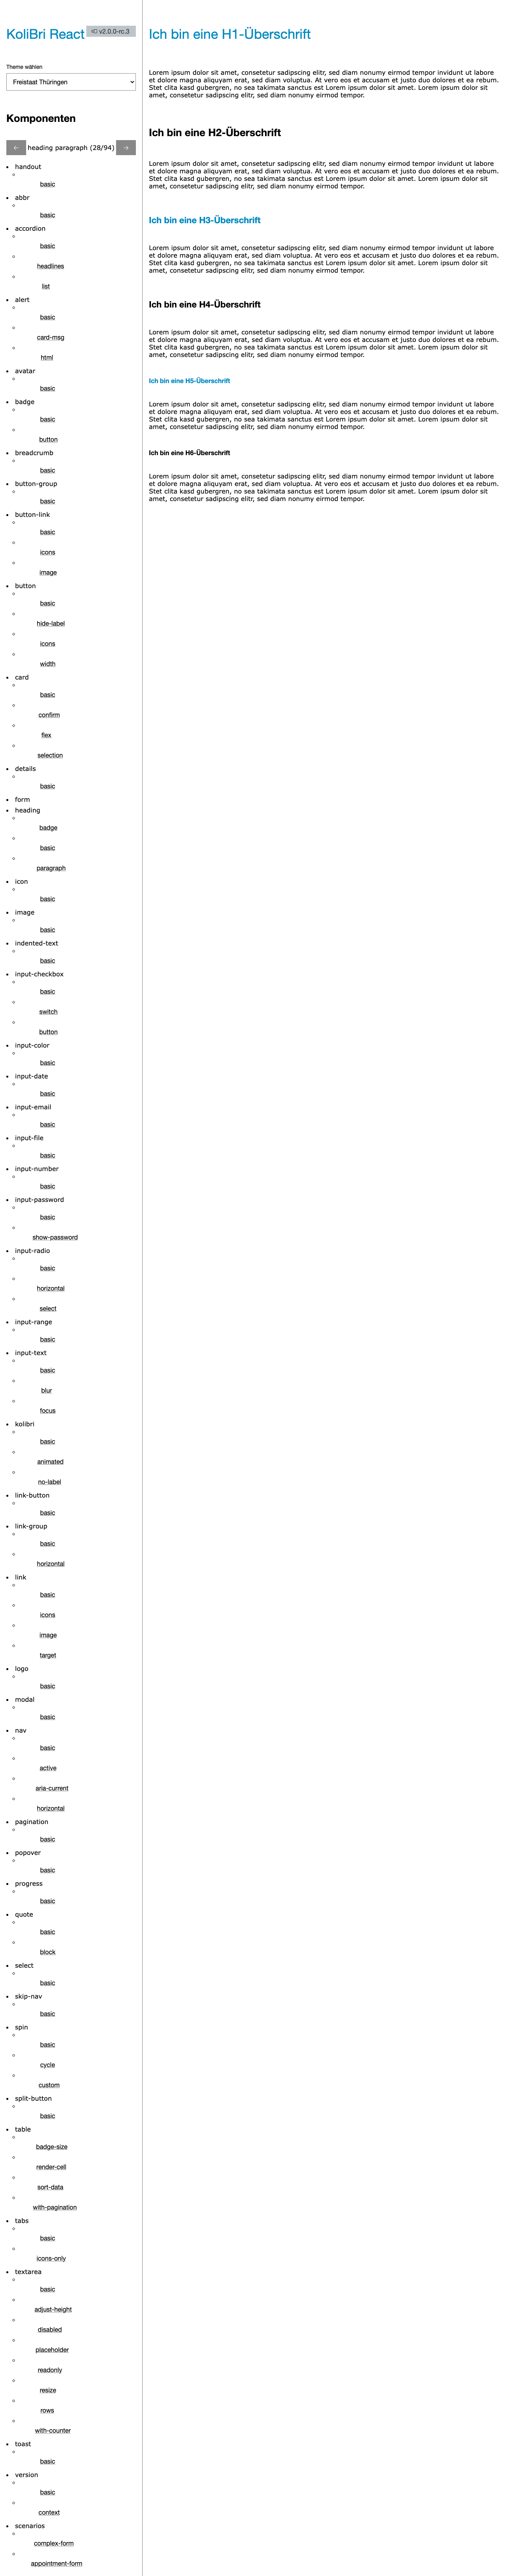 KoliBri React
v2.0.0-rc.3
Theme wählen
Freistaat Thüringen
Komponenten
heading paragraph (28/94)
handout
basic
abbr
basic
accordion
basic
headlines
list
alert
basic
card-msg
html
avatar
basic
badge
basic
button
breadcrumb
basic
button-group
basic
button-link
basic
icons
image
button
basic
hide-label
icons
width
card
basic
confirm
flex
selection
details
basic
form
heading
badge
basic
paragraph
icon
basic
image
basic
indented-text
basic
input-checkbox
basic
switch
button
input-color
basic
input-date
basic
input-email
basic
input-file
basic
input-number
basic
input-password
basic
show-password
input-radio
basic
horizontal
select
input-range
basic
input-text
basic
blur
focus
kolibri
basic
animated
no-label
link-button
basic
link-group
basic
horizontal
link
basic
icons
image
target
logo
basic
modal
basic
nav
basic
active
aria-current
horizontal
pagination
basic
popover
basic
progress
basic
quote
basic
block
select
basic
skip-nav
basic
spin
basic
cycle
custom
split-button
basic
table
badge-size
render-cell
sort-data
with-pagination
tabs
basic
icons-only
textarea
basic
adjust-height
disabled
placeholder
readonly
resize
rows
with-counter
toast
basic
version
basic
context
scenarios
complex-form
appointment-form
Ich bin eine H1-Überschrift
Lorem ipsum dolor sit amet, consetetur sadipscing elitr, sed diam nonumy eirmod tempor invidunt ut labore
et dolore magna aliquyam erat, sed diam voluptua. At vero eos et accusam et justo duo dolores et ea rebum.
Stet clita kasd gubergren, no sea takimata sanctus est Lorem ipsum dolor sit amet. Lorem ipsum dolor sit
amet, consetetur sadipscing elitr, sed diam nonumy eirmod tempor.
Ich bin eine H2-Überschrift
Lorem ipsum dolor sit amet, consetetur sadipscing elitr, sed diam nonumy eirmod tempor invidunt ut labore
et dolore magna aliquyam erat, sed diam voluptua. At vero eos et accusam et justo duo dolores et ea rebum.
Stet clita kasd gubergren, no sea takimata sanctus est Lorem ipsum dolor sit amet. Lorem ipsum dolor sit
amet, consetetur sadipscing elitr, sed diam nonumy eirmod tempor.
Ich bin eine H3-Überschrift
Lorem ipsum dolor sit amet, consetetur sadipscing elitr, sed diam nonumy eirmod tempor invidunt ut labore
et dolore magna aliquyam erat, sed diam voluptua. At vero eos et accusam et justo duo dolores et ea rebum.
Stet clita kasd gubergren, no sea takimata sanctus est Lorem ipsum dolor sit amet. Lorem ipsum dolor sit
amet, consetetur sadipscing elitr, sed diam nonumy eirmod tempor.
Ich bin eine H4-Überschrift
Lorem ipsum dolor sit amet, consetetur sadipscing elitr, sed diam nonumy eirmod tempor invidunt ut labore
et dolore magna aliquyam erat, sed diam voluptua. At vero eos et accusam et justo duo dolores et ea rebum.
Stet clita kasd gubergren, no sea takimata sanctus est Lorem ipsum dolor sit amet. Lorem ipsum dolor sit
amet, consetetur sadipscing elitr, sed diam nonumy eirmod tempor.
Ich bin eine H5-Überschrift
Lorem ipsum dolor sit amet, consetetur sadipscing elitr, sed diam nonumy eirmod tempor invidunt ut labore
et dolore magna aliquyam erat, sed diam voluptua. At vero eos et accusam et justo duo dolores et ea rebum.
Stet clita kasd gubergren, no sea takimata sanctus est Lorem ipsum dolor sit amet. Lorem ipsum dolor sit
amet, consetetur sadipscing elitr, sed diam nonumy eirmod tempor.
Ich bin eine H6-Überschrift
Lorem ipsum dolor sit amet, consetetur sadipscing elitr, sed diam nonumy eirmod tempor invidunt ut labore
et dolore magna aliquyam erat, sed diam voluptua. At vero eos et accusam et justo duo dolores et ea rebum.
Stet clita kasd gubergren, no sea takimata sanctus est Lorem ipsum dolor sit amet. Lorem ipsum dolor sit
amet, consetetur sadipscing elitr, sed diam nonumy eirmod tempor.